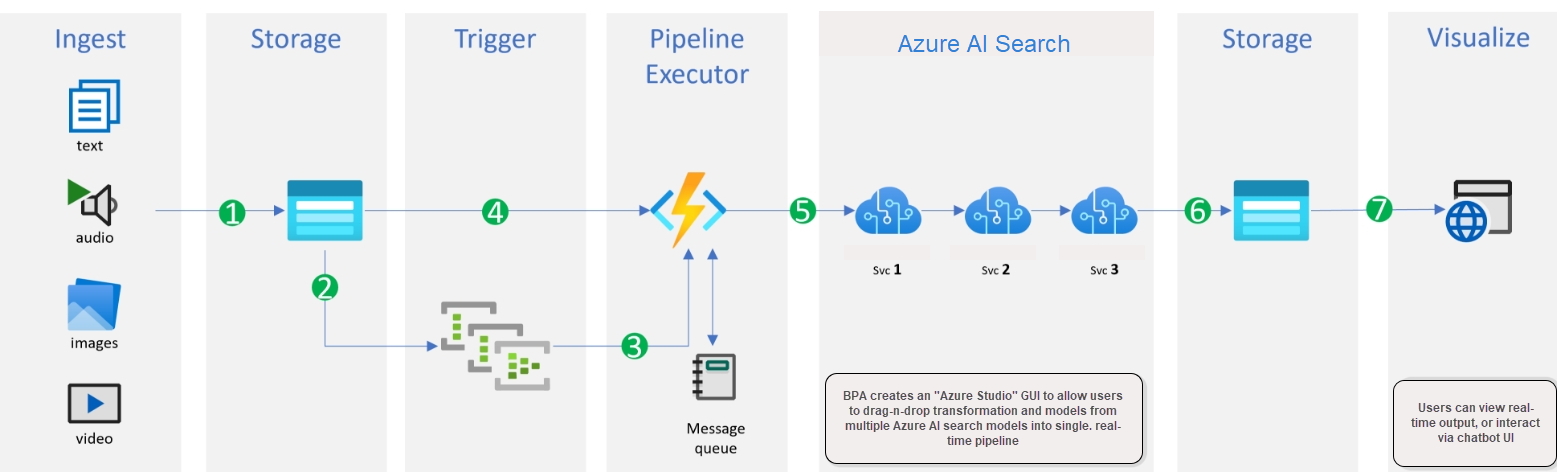 Ingest
Storage
Trigger
Pipeline
Executor
Azure AI Search
Storage
Visualize
text
audio
images
video
1
2
3
4
5
6
7
Message
queue
Svc 1
Svc 2
Svc 3
BPA creates an "Azure Studio" GUI to allow users
to drag-n-drop transformation and models from
multiple Azure AI search models into single. real-
time pipeline
Users can view real-
time output, or interact
via chatbot UI